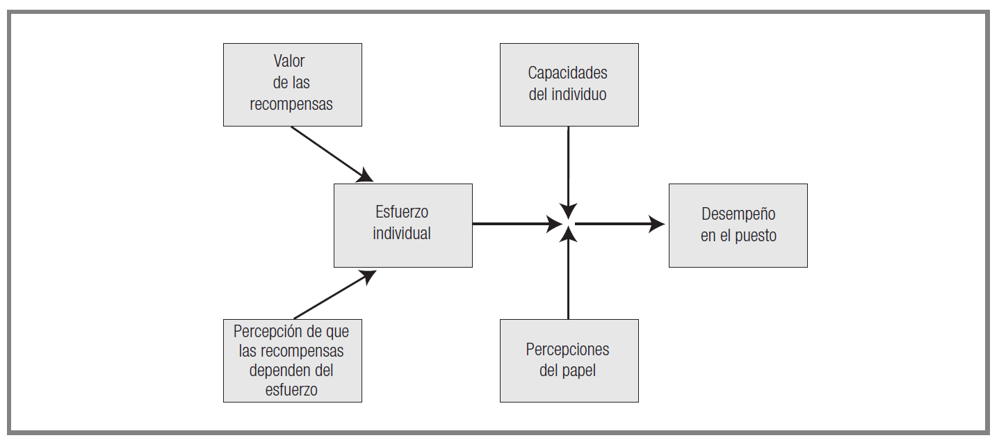 Valor
de las
recompensas
Capacidades
del individuo
Esfuerzo
individual
Desempeño
en el puesto
Percepción de que
las recompensas
dependen del
esfuerzo
Percepciones
del papel